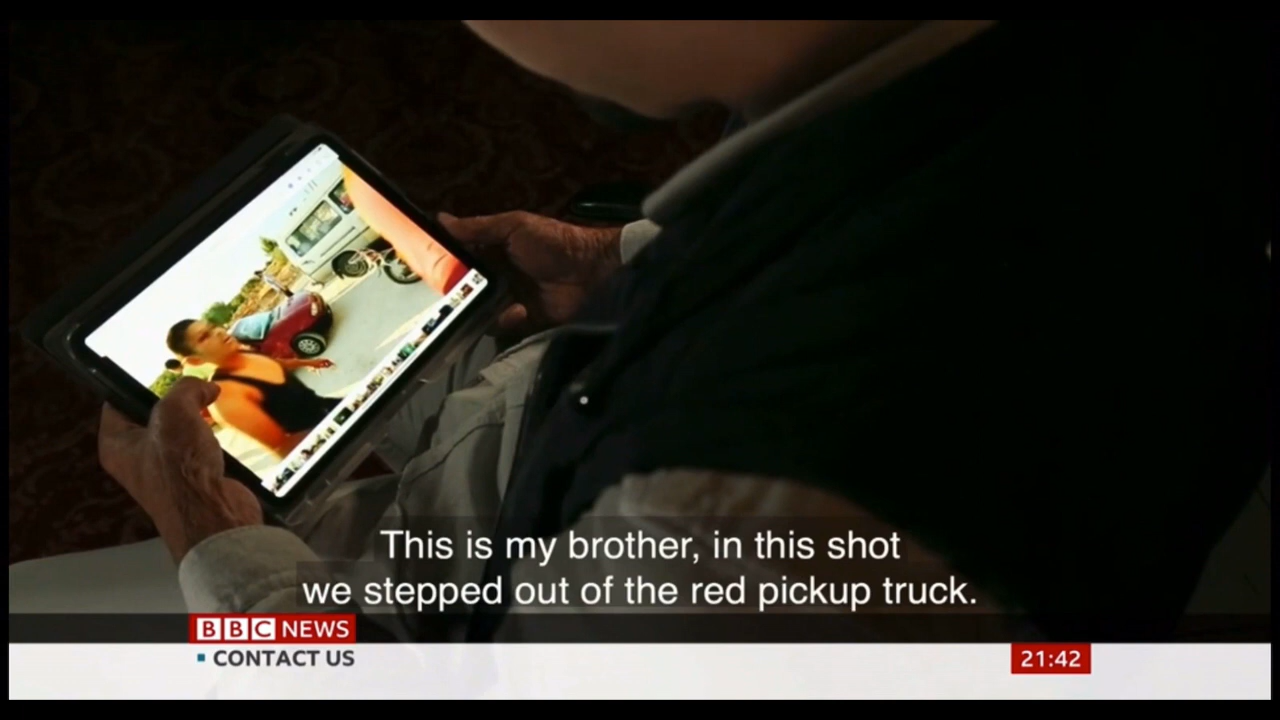 This is my brother, in this shot
we stepped out of the red pickup truck.
BBC NEWS
CONTACT US
21:42